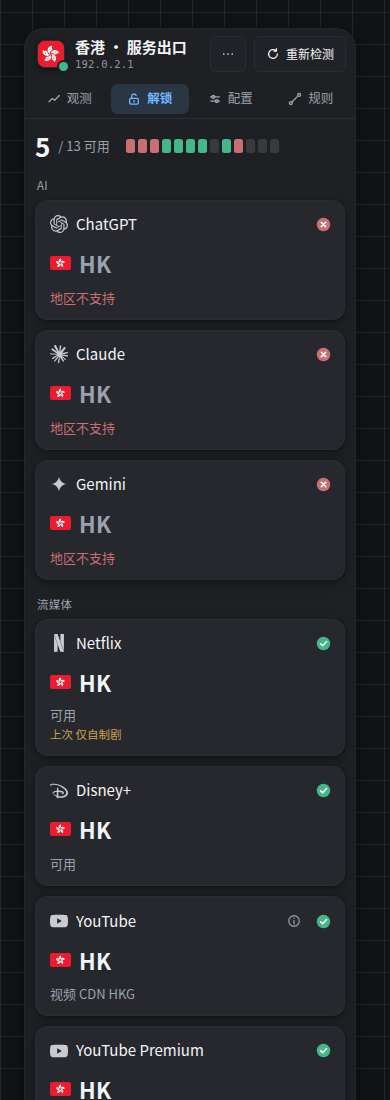 香港 · 服务出口
192.0.2.1
···
重新检测
观测
解锁
配置
规则
5 / 13 可用
AI
ChatGPT
HK
地区不支持
Claude
HK
地区不支持
Gemini
HK
地区不支持
流媒体
Netflix
HK
可用
上次 仅自制剧
Disney+
HK
可用
YouTube
HK
视频 CDN HKG
YouTube Premium
HK